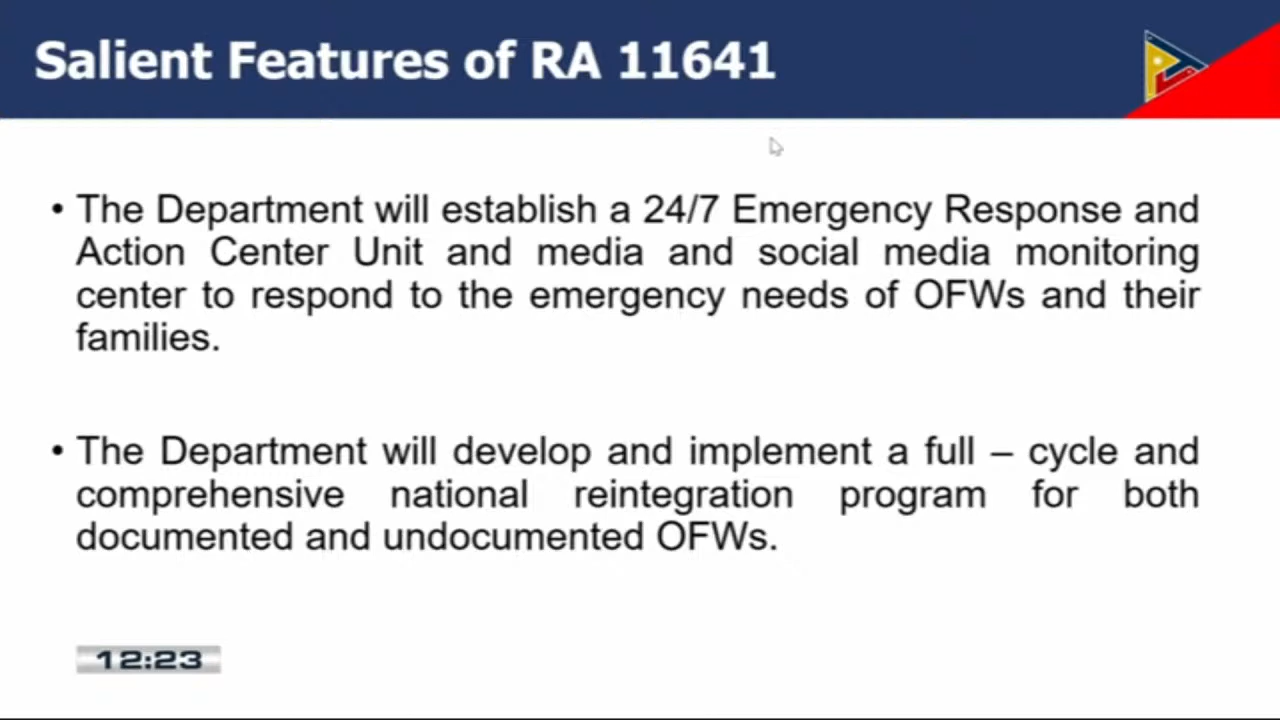 Salient Features of RA 11641
• The Department will establish a 24/7 Emergency Response and
Action Center Unit and media and social media monitoring
center to respond to the emergency needs of OFWs and their
families.
• The Department will develop and implement a full – cycle and
comprehensive national reintegration program for both
documented and undocumented OFWs.
12:23